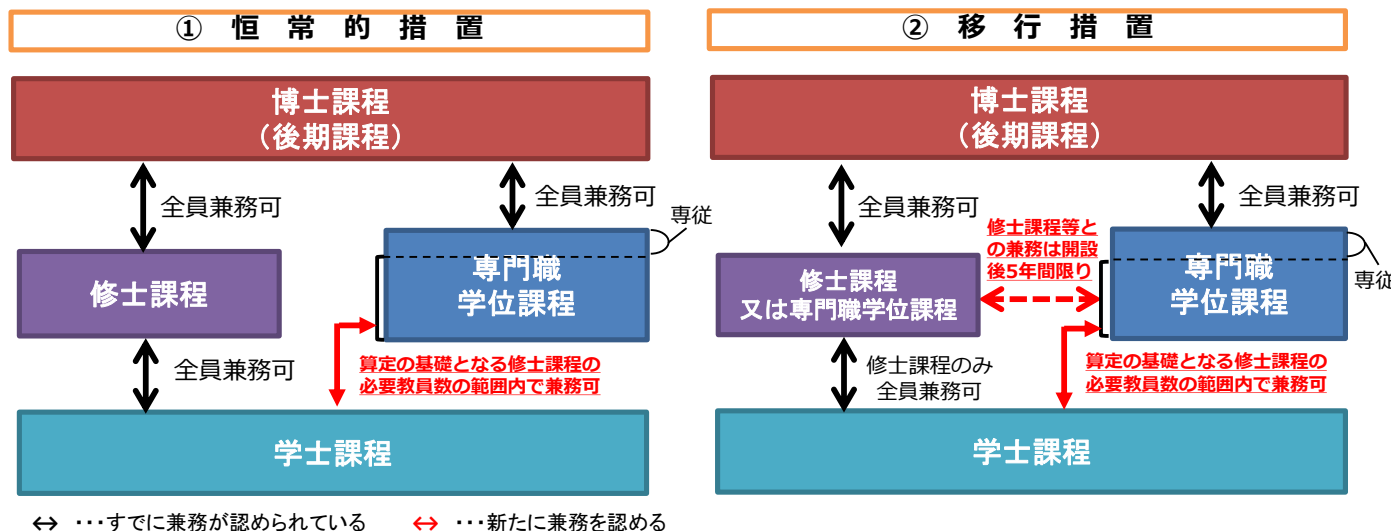 ① 恒 常 的 措 置
博士課程
（後期課程）
全員兼務可
全員兼務可
専従
修士課程
専門職
学位課程
全員兼務可
算定の基礎となる修士課程の
必要教員数の範囲内で兼務可
学士課程
② 移 行 措 置
博士課程
（後期課程）
全員兼務可
全員兼務可
修士課程等と
の兼務は開設
後5年間限り
専従
修士課程
又は専門職学位課程
専門職
学位課程
修士課程のみ
全員兼務可
算定の基礎となる修士課程の
必要教員数の範囲内で兼務可
学士課程
↔ ･･･すでに兼務が認められている ↔ ･･･新たに兼務を認める